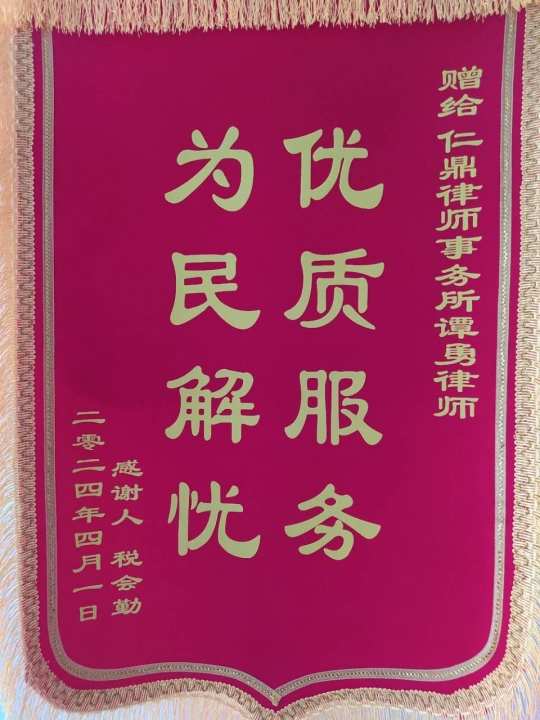 赠给 仁鼎律师事务所谭勇律师
优质服务
为民解忧
感谢人 税会勤
二零二四年四月一日